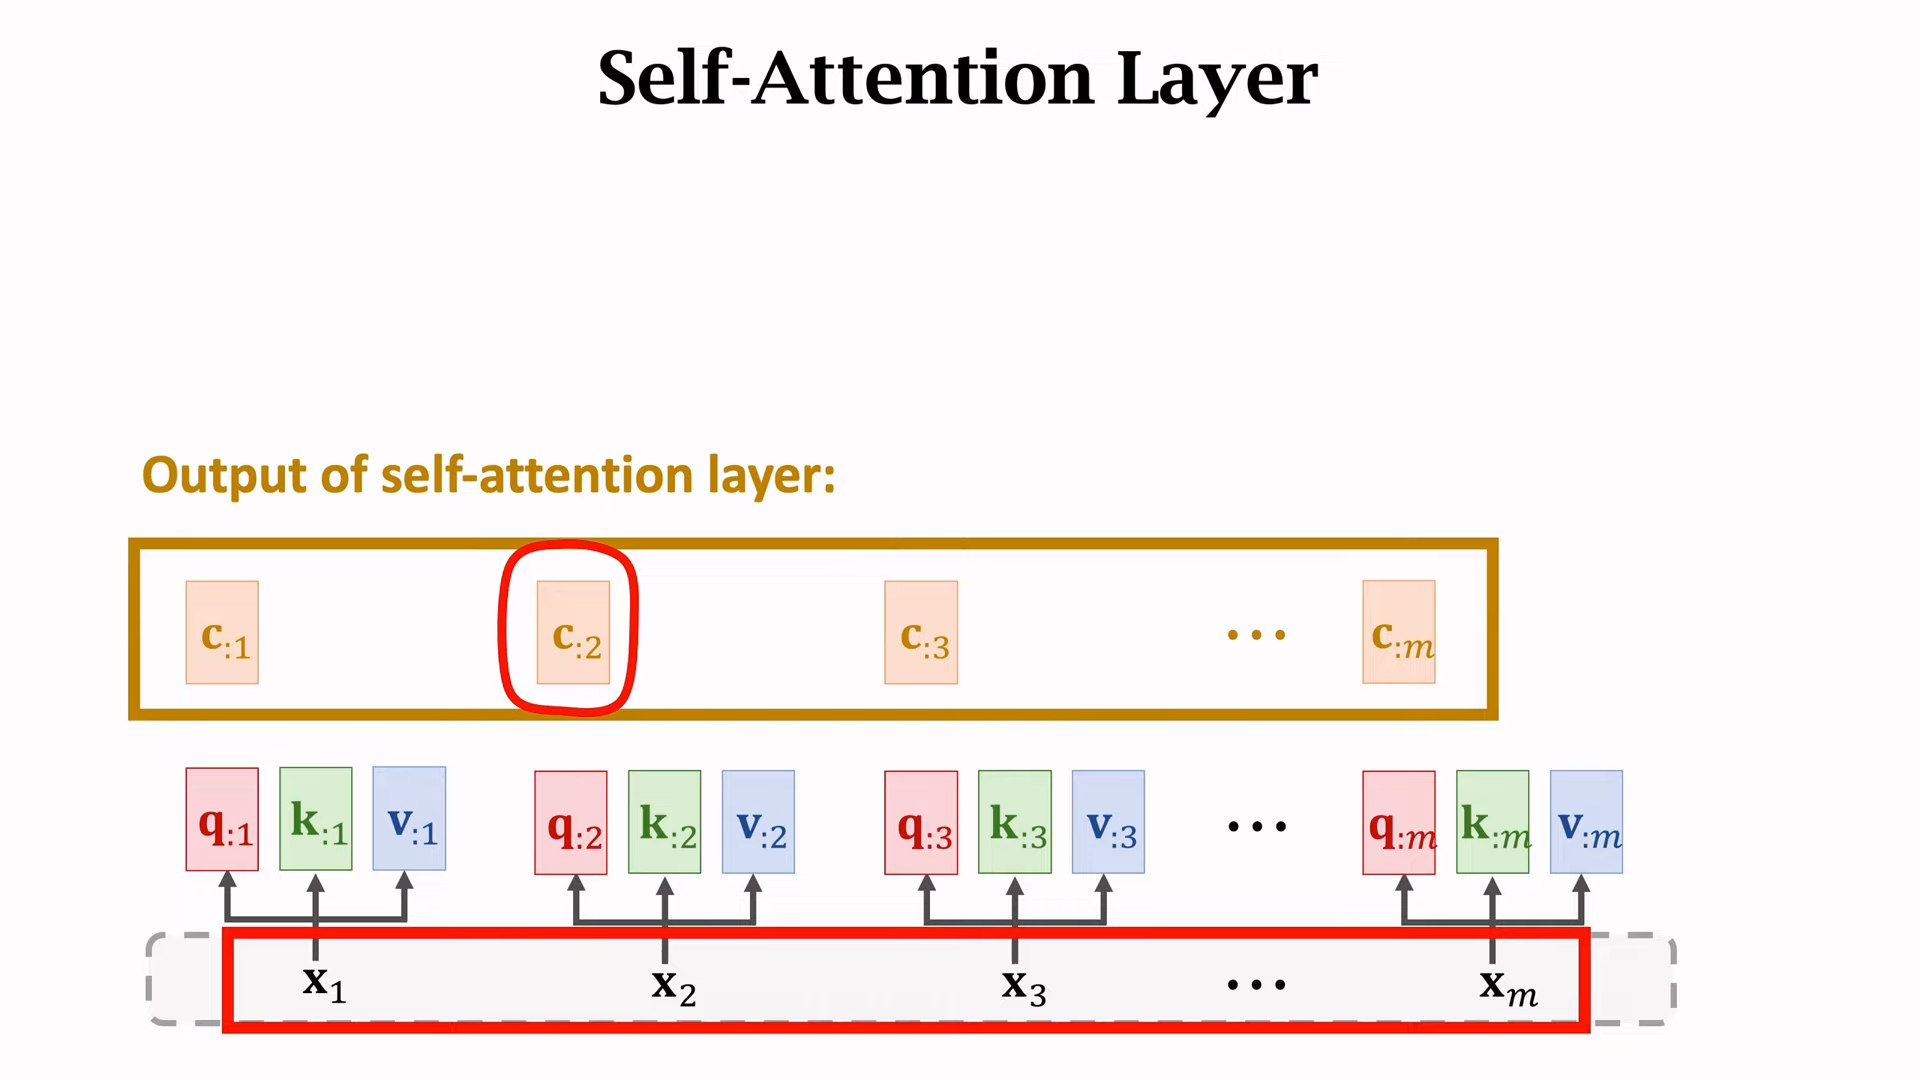 Self-Attention Layer
Output of self-attention layer:
c:1 c:2 c:3 ... c:m
q:1 k:1 v:1 q:2 k:2 v:2 q:3 k:3 v:3 ... q:m k:m v:m
x1 x2 x3 ... xm